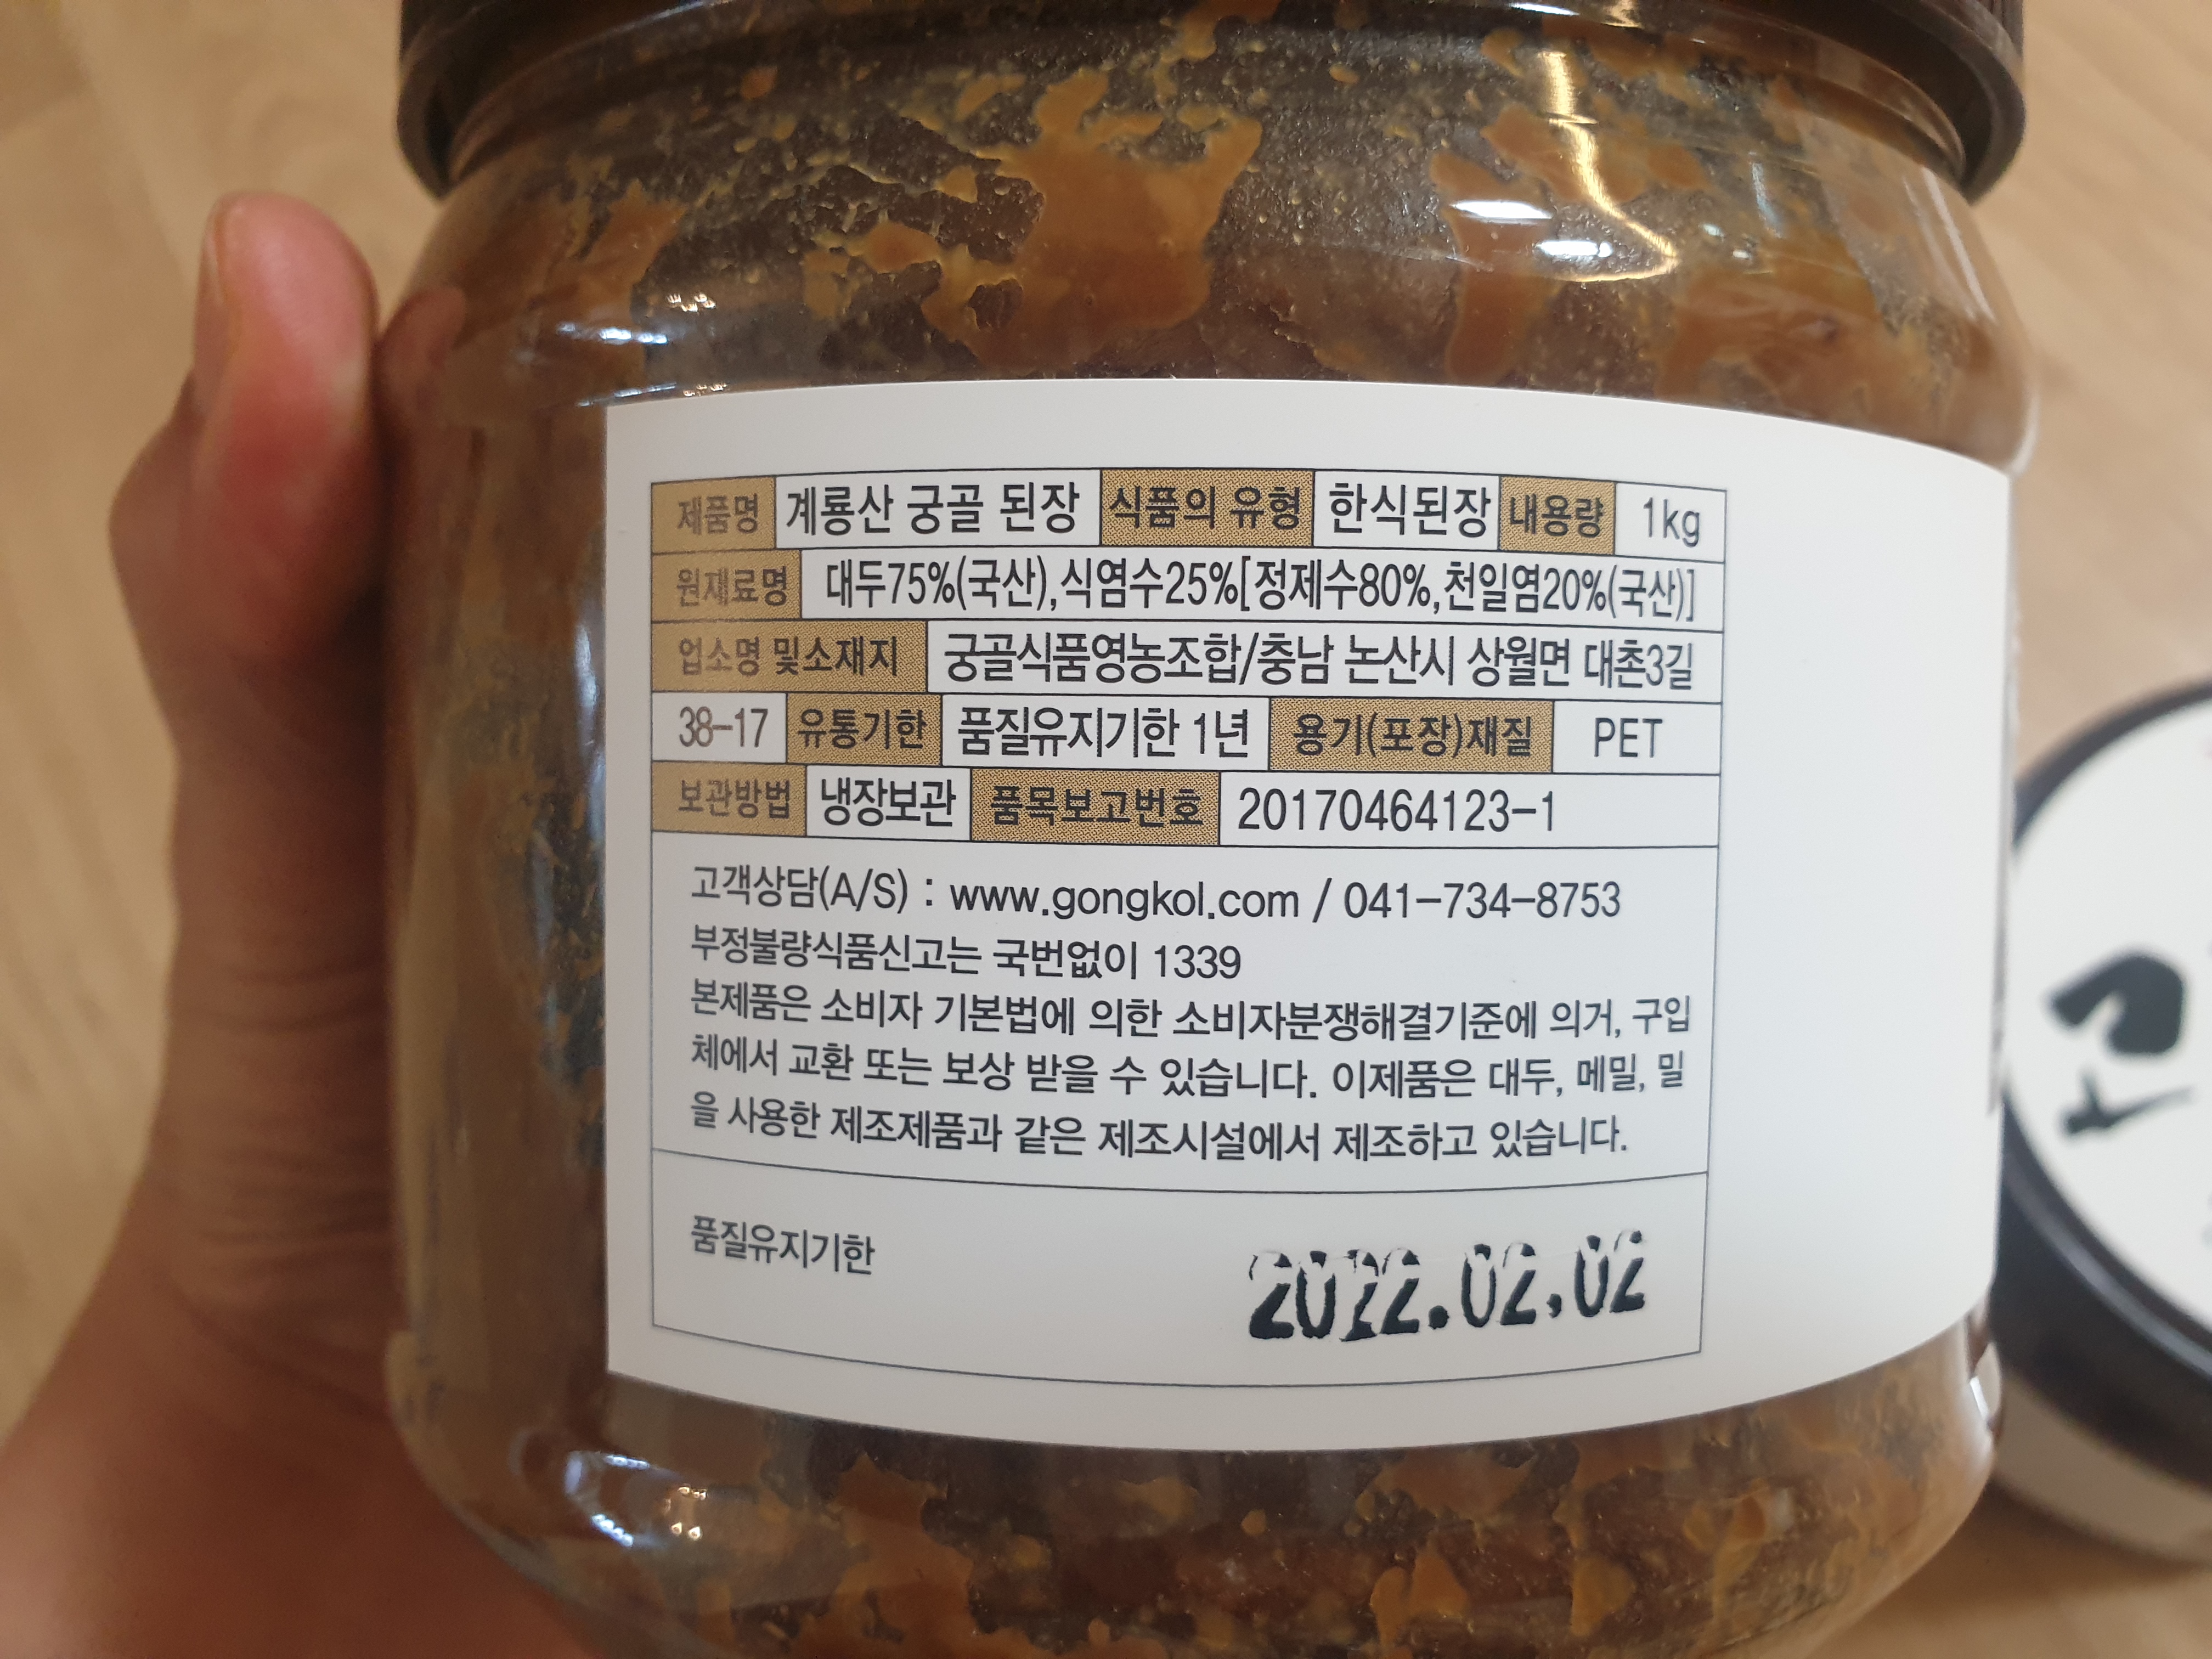 제품명 계룡산 궁골 된장 식품의 유형 한식된장 내용량 1kg
원재료명 대두75%(국산),식염수25%[정제수80%,천일염20%(국산)]
업소명 및소재지 궁골식품영농조합/충남 논산시 상월면 대촌3길
38-17 유통기한 품질유지기한 1년 용기(포장)재질 PET
보관방법 냉장보관 품목보고번호 20170464123-1
고객상담(A/S) : www.gongkol.com / 041-734-8753
부정불량식품신고는 국번없이 1339
본제품은 소비자 기본법에 의한 소비자분쟁해결기준에 의거, 구입
체에서 교환 또는 보상 받을 수 있습니다. 이제품은 대두, 메밀, 밀
을 사용한 제조제품과 같은 제조시설에서 제조하고 있습니다.
품질유지기한 2022.02.02